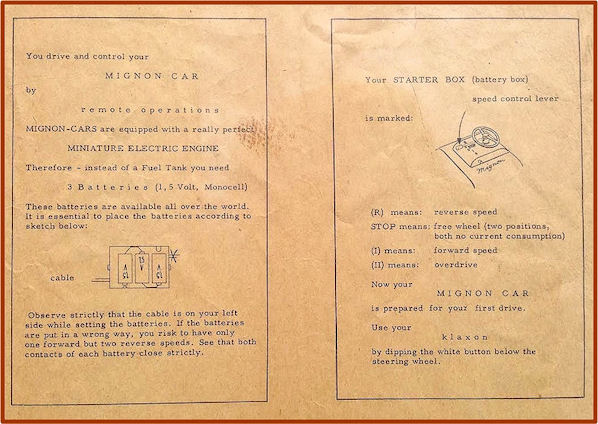 You drive and control your
MIGNON CAR
by
remote operations
MIGNON-CARS are equipped with a really perfect
MINIATURE ELECTRIC ENGINE
Therefore - instead of a Fuel Tank you need
3 Batteries (1,5 Volt, Monocell)
These batteries are available all over the world.
It is essential to place the batteries according to
sketch below:
cable
Observe strictly that the cable is on your left
side while setting the batteries. If the batteries
are put in a wrong way, you risk to have only
one forward but two reverse speeds. See that both
contacts of each battery close strictly.
Your STARTER BOX (battery box)
speed control lever
is marked:
Mignon
(R) means: reverse speed
STOP means: free wheel (two positions,
both no current consumption)
(I) means: forward speed
(II) means: overdrive
Now your
MIGNON CAR
is prepared for your first drive.
Use your
klaxon
by dipping the white button below the
steering wheel.